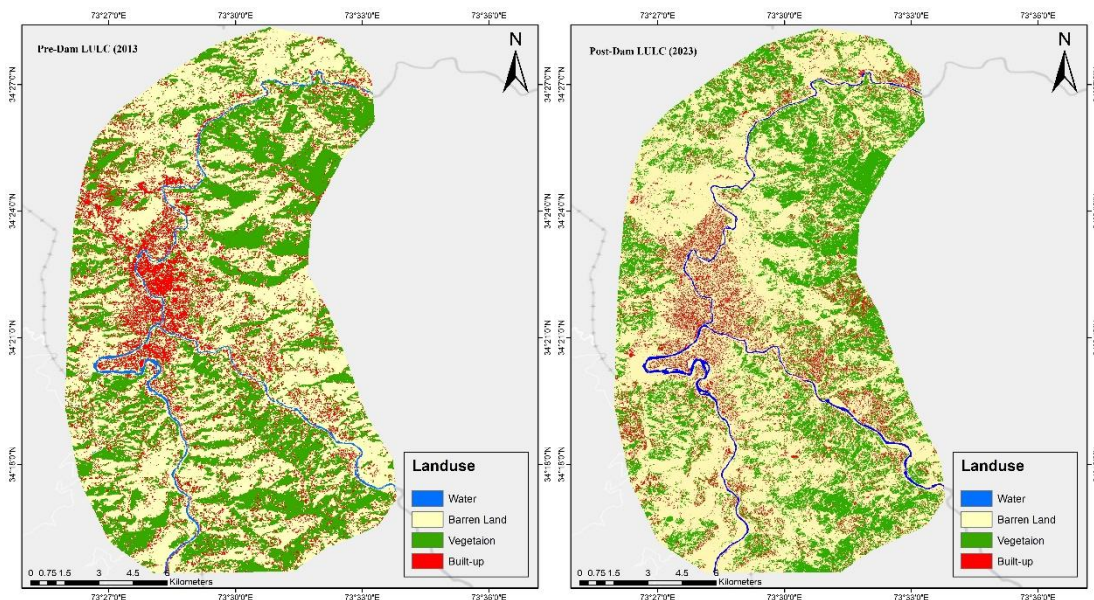 73°27'0"E 73°30'0"E 73°33'0"E 73°36'0"E
Pre-Dam LULC (2013
N
34°27'0"N
34°24'0"N
34°21'0"N
34°18'0"N
Landuse
Water
Barren Land
Vegetaion
Built-up
0 0.75 1.5 3 4.5 6
Kilometers
73°27'0"E 73°30'0"E 73°33'0"E 73°36'0"E
73°27'0"E 73°30'0"E 73°33'0"E 73°36'0"E
Post-Dam LULC (2023)
N
34°27'0"N
34°24'0"N
34°21'0"N
34°18'0"N
Landuse
Water
Barren Land
Vegetaion
Built-up
0 0.75 1.5 3 4.5 6
Kilometers
73°27'0"E 73°30'0"E 73°33'0"E 73°36'0"E